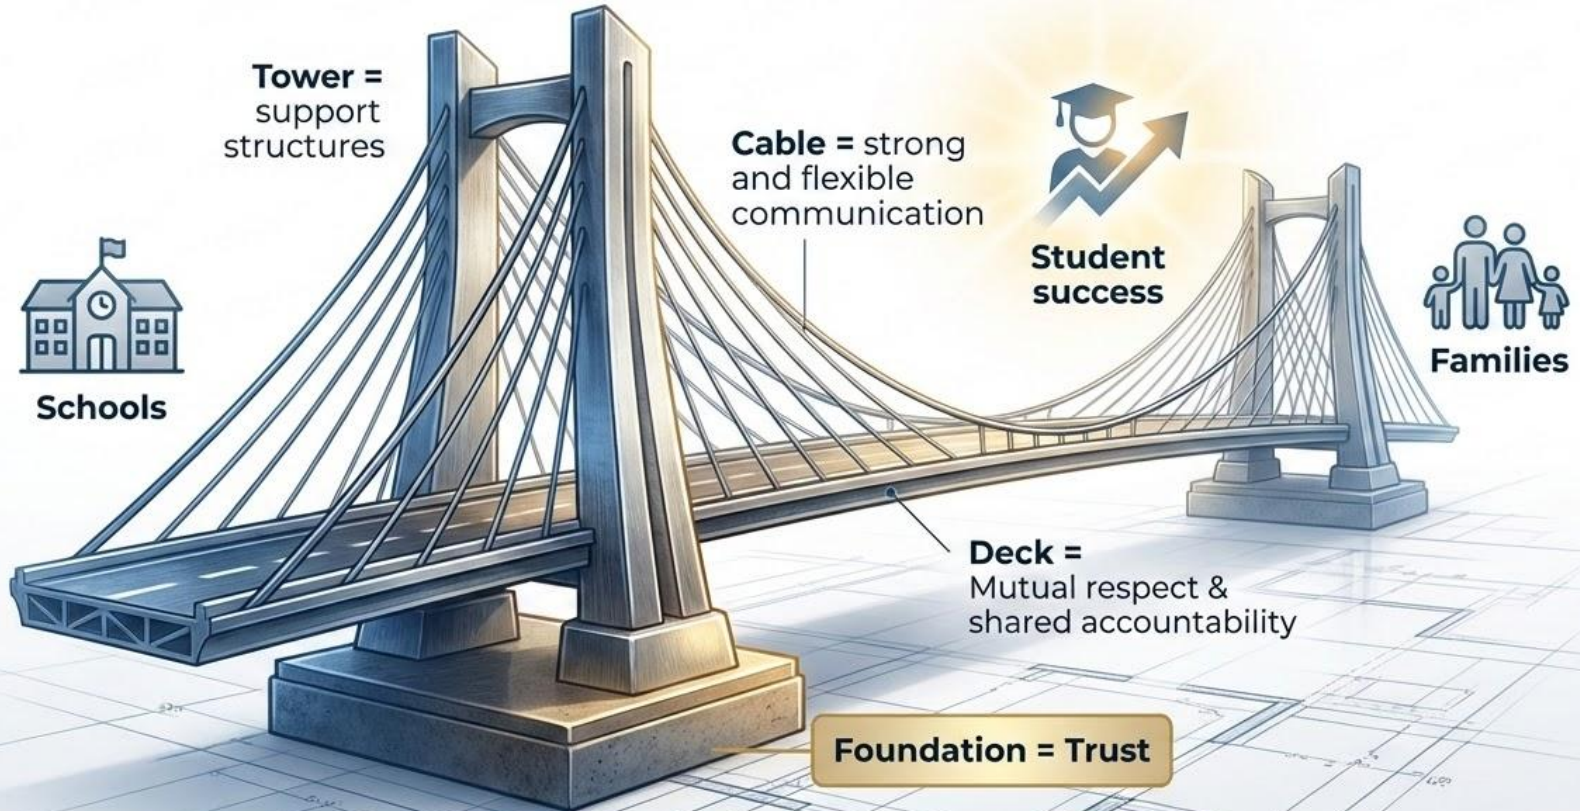 Tower =
support
structures
Cable = strong
and flexible
communication
Student
success
Schools
Families
Deck =
Mutual respect &
shared accountability
Foundation = Trust